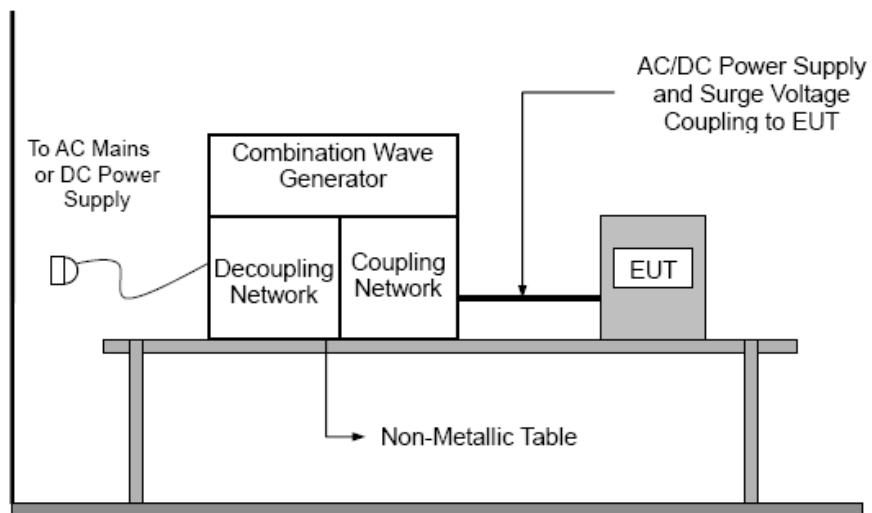 AC/DC Power Supply
and Surge Voltage
Coupling to EUT
To AC Mains
or DC Power
Supply
Combination Wave
Generator
Decoupling
Network
Coupling
Network
EUT
Non-Metallic Table